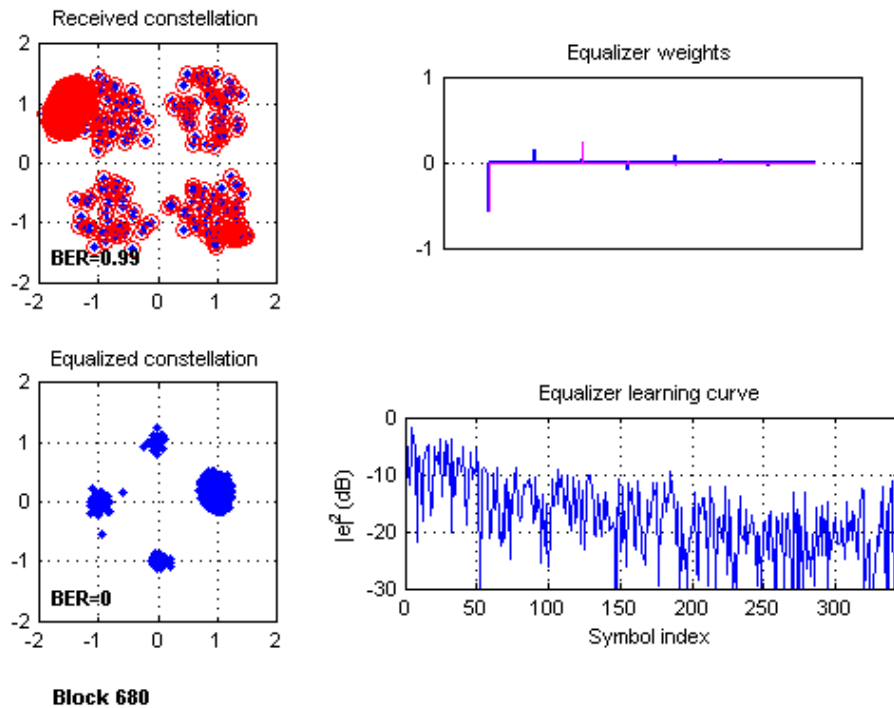 Received constellation
2
1
0
-1
-2
BER=0.99
-2 -1 0 1 2
Equalizer weights
1
0
-1
Equalized constellation
2
1
0
-1
-2
BER=0
-2 -1 0 1 2
Equalizer learning curve
0
-10
-20
-30
|e|² (dB)
0 50 100 150 200 250 300
Symbol index
Block 680